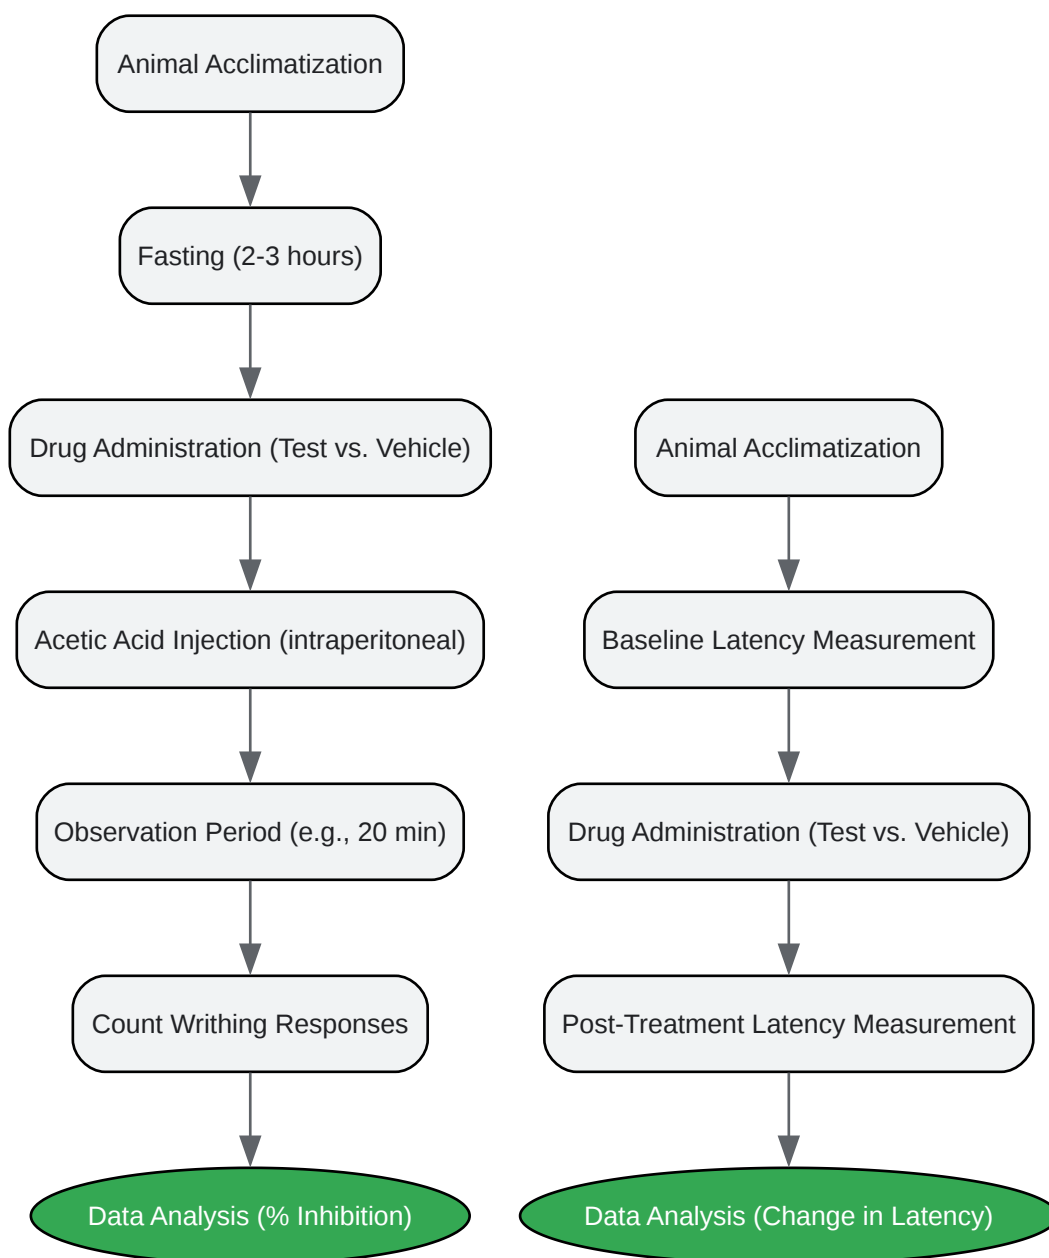 Animal Acclimatization
Fasting (2-3 hours)
Drug Administration (Test vs. Vehicle)
Acetic Acid Injection (intraperitoneal)
Observation Period (e.g., 20 min)
Count Writhing Responses
Data Analysis (% Inhibition)
Animal Acclimatization
Baseline Latency Measurement
Drug Administration (Test vs. Vehicle)
Post-Treatment Latency Measurement
Data Analysis (Change in Latency)